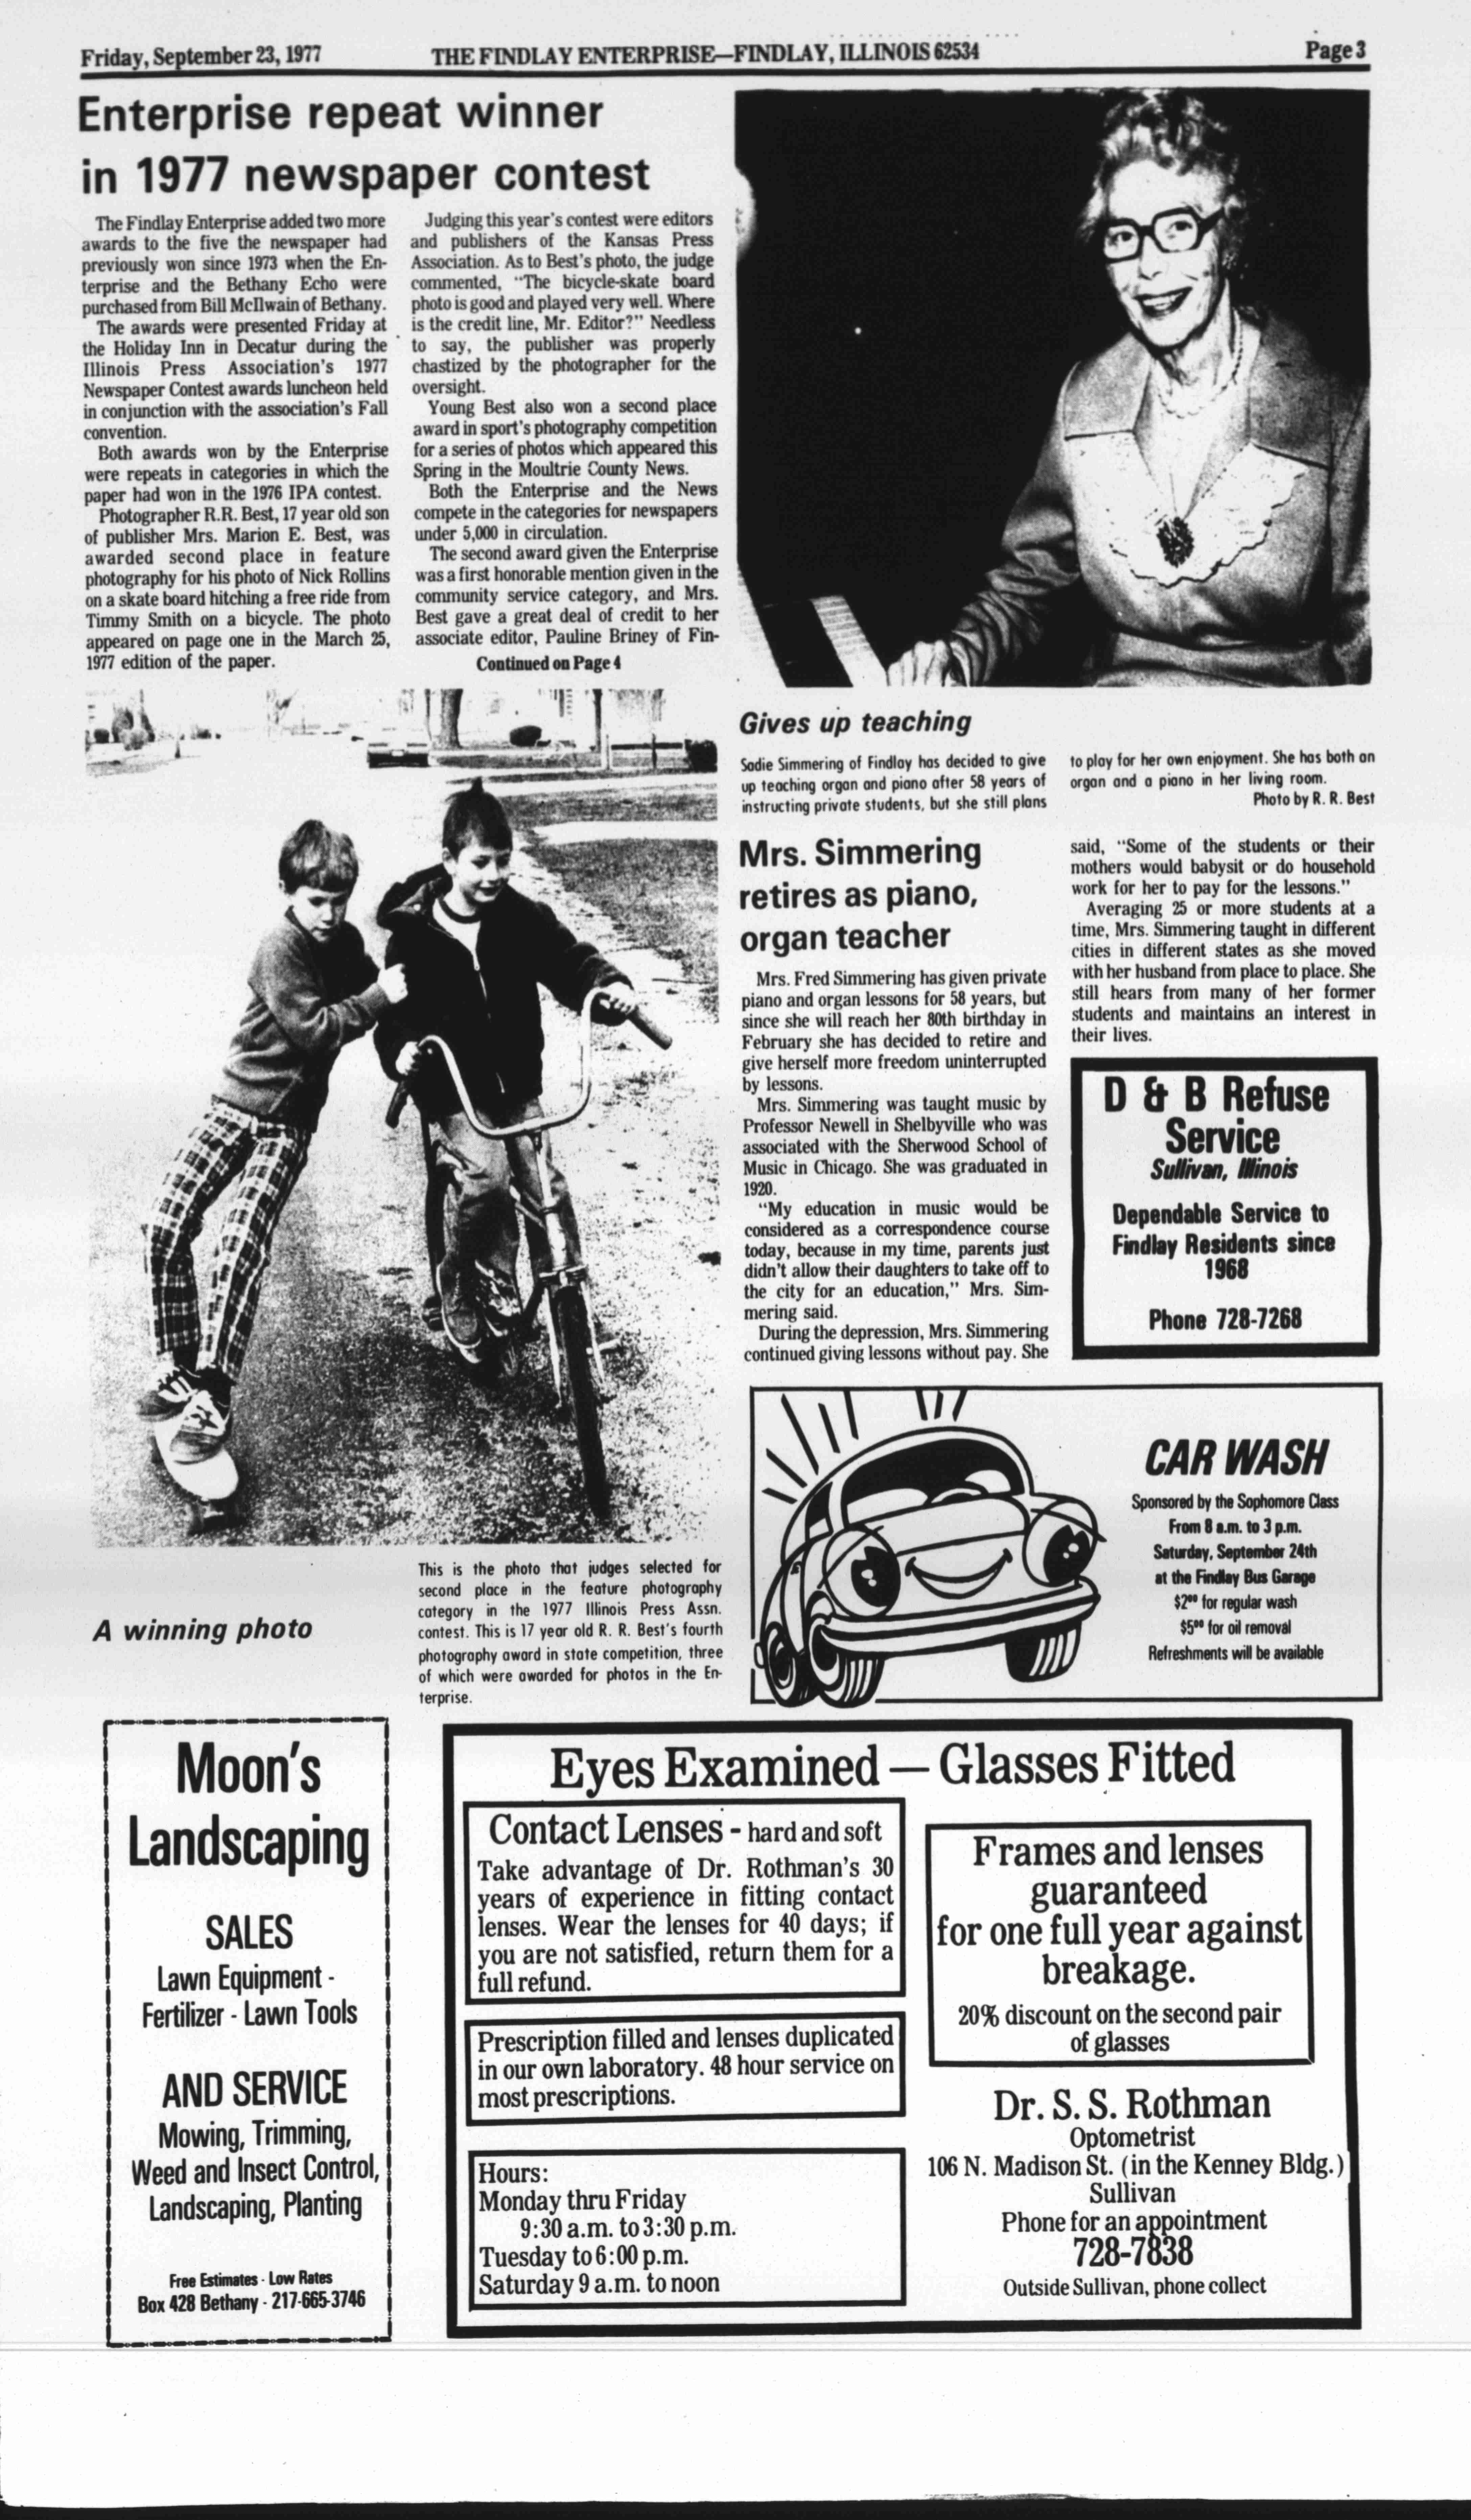 Friday, September 23, 1977
THE FINDLAY ENTERPRISE—FINDLAY, ILLINOIS 62534
Page 3
Enterprise repeat winner
in 1977 newspaper contest
The Findlay Enterprise added two more
awards to the five the newspaper had
previously won since 1973 when the En-
terprise and the Bethany Echo were
purchased from Bill McIlwain of Bethany.
The awards were presented Friday at
the Holiday Inn in Decatur during the
Illinois Press Association's 1977
Newspaper Contest awards luncheon held
in conjunction with the association's Fall
convention.
Both awards won by the Enterprise
were repeats in categories in which the
paper had won in the 1976 IPA contest.
Photographer R.R. Best, 17 year old son
of publisher Mrs. Marion E. Best, was
awarded second place in feature
photography for his photo of Nick Rollins
on a skate board hitching a free ride from
Timmy Smith on a bicycle. The photo
appeared on page one in the March 25,
1977 edition of the paper.
Judging this year's contest were editors
and publishers of the Kansas Press
Association. As to Best's photo, the judge
commented, "The bicycle-skate board
photo is good and played very well. Where
is the credit line, Mr. Editor?" Needless
to say, the publisher was properly
chastized by the photographer for the
oversight.
Young Best also won a second place
award in sport's photography competition
for a series of photos which appeared this
Spring in the Moultrie County News.
Both the Enterprise and the News
compete in the categories for newspapers
under 5,000 in circulation.
The second award given the Enterprise
was a first honorable mention given in the
community service category, and Mrs.
Best gave a great deal of credit to her
associate editor, Pauline Briney of Fin-
Continued on Page 4
Gives up teaching
Sadie Simmering of Findlay has decided to give
up teaching organ and piano after 58 years of
instructing private students, but she still plans
to play for her own enjoyment. She has both an
organ and a piano in her living room.
Photo by R. R. Best
Mrs. Simmering
retires as piano,
organ teacher
Mrs. Fred Simmering has given private
piano and organ lessons for 58 years, but
since she will reach her 80th birthday in
February she has decided to retire and
give herself more freedom uninterrupted
by lessons.
Mrs. Simmering was taught music by
Professor Newell in Shelbyville who was
associated with the Sherwood School of
Music in Chicago. She was graduated in
1920.
"My education in music would be
considered as a correspondence course
today, because in my time, parents just
didn't allow their daughters to take off to
the city for an education," Mrs. Sim-
mering said.
During the depression, Mrs. Simmering
continued giving lessons without pay. She
said, "Some of the students or their
mothers would babysit or do household
work for her to pay for the lessons."
Averaging 25 or more students at a
time, Mrs. Simmering taught in different
cities in different states as she moved
with her husband from place to place. She
still hears from many of her former
students and maintains an interest in
their lives.
D & B Refuse
Service
Sullivan, Illinois
Dependable Service to
Findlay Residents since
1968
Phone 728-7268
CAR WASH
Sponsored by the Sophomore Class
From 8 a.m. to 3 p.m.
Saturday, September 24th
at the Findlay Bus Garage
$2⁰⁰ for regular wash
$5⁰⁰ for oil removal
Refreshments will be available
A winning photo
This is the photo that judges selected for
second place in the feature photography
category in the 1977 Illinois Press Assn.
contest. This is 17 year old R. R. Best's fourth
photography award in state competition, three
of which were awarded for photos in the En-
terprise.
Moon's
Landscaping
SALES
Lawn Equipment -
Fertilizer - Lawn Tools
AND SERVICE
Mowing, Trimming,
Weed and Insect Control,
Landscaping, Planting
Free Estimates - Low Rates
Box 428 Bethany - 217-665-3746
Eyes Examined — Glasses Fitted
Contact Lenses - hard and soft
Take advantage of Dr. Rothman's 30
years of experience in fitting contact
lenses. Wear the lenses for 40 days; if
you are not satisfied, return them for a
full refund.
Prescription filled and lenses duplicated
in our own laboratory. 48 hour service on
most prescriptions.
Hours:
Monday thru Friday
9:30 a.m. to 3:30 p.m.
Tuesday to 6:00 p.m.
Saturday 9 a.m. to noon
Frames and lenses
guaranteed
for one full year against
breakage.
20% discount on the second pair
of glasses
Dr. S. S. Rothman
Optometrist
106 N. Madison St. (in the Kenney Bldg.)
Sullivan
Phone for an appointment
728-7838
Outside Sullivan, phone collect